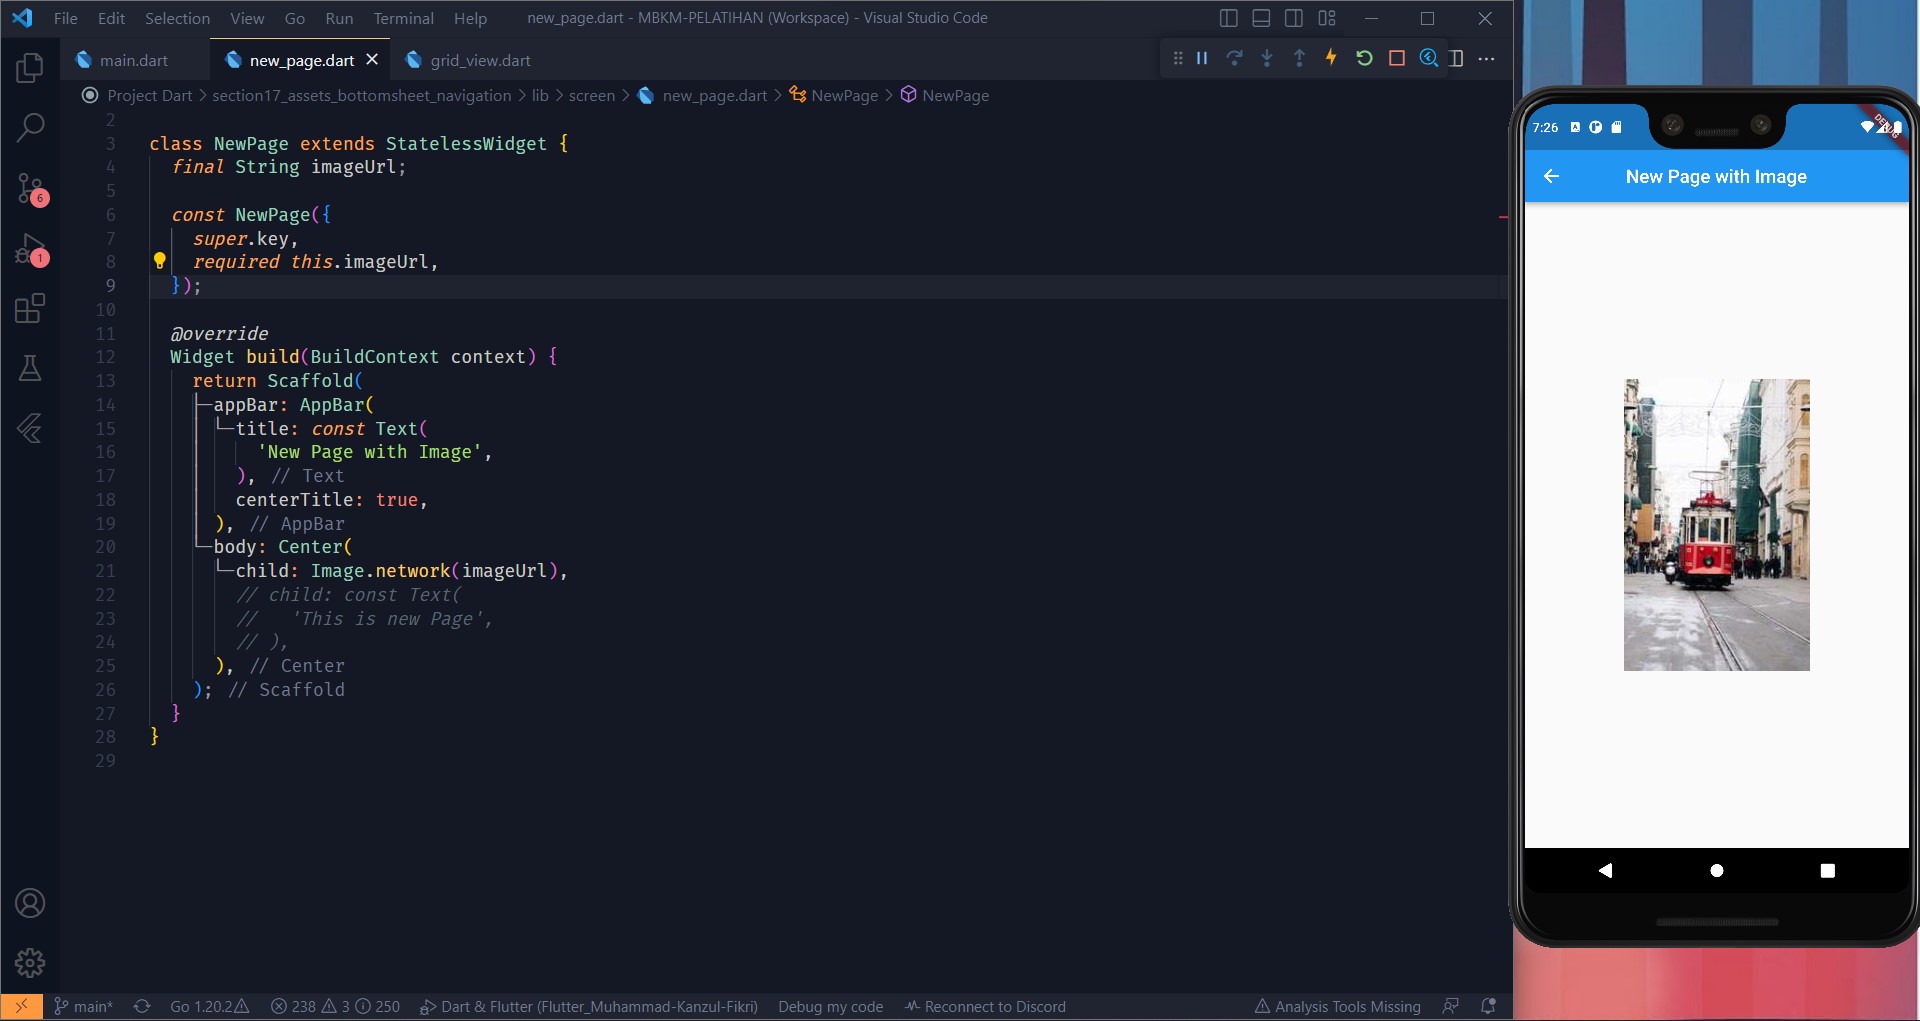 File Edit Selection View Go Run Terminal Help new_page.dart - MBKM-PELATIHAN (Workspace) - Visual Studio Code
main.dart new_page.dart grid_view.dart
Project Dart > section17_assets_bottomsheet_navigation > lib > screen > new_page.dart > NewPage > NewPage
2
3 class NewPage extends StatelessWidget {
4 final String imageUrl;
5
6 const NewPage({
7 super.key,
8 required this.imageUrl,
9 });
10
11 @override
12 Widget build(BuildContext context) {
13 return Scaffold(
14 appBar: AppBar(
15 title: const Text(
16 'New Page with Image',
17 ), // Text
18 centerTitle: true,
19 ), // AppBar
20 body: Center(
21 child: Image.network(imageUrl),
22 // child: const Text(
23 //   'This is new Page',
24 // ),
25 ), // Center
26 ); // Scaffold
27 }
28 }
29
6
1
main* Go 1.20.2 238 3 250 Dart & Flutter (Flutter_Muhammad-Kanzul-Fikri) Debug my code Reconnect to Discord Analysis Tools Missing
7:26
DEBUG
New Page with Image